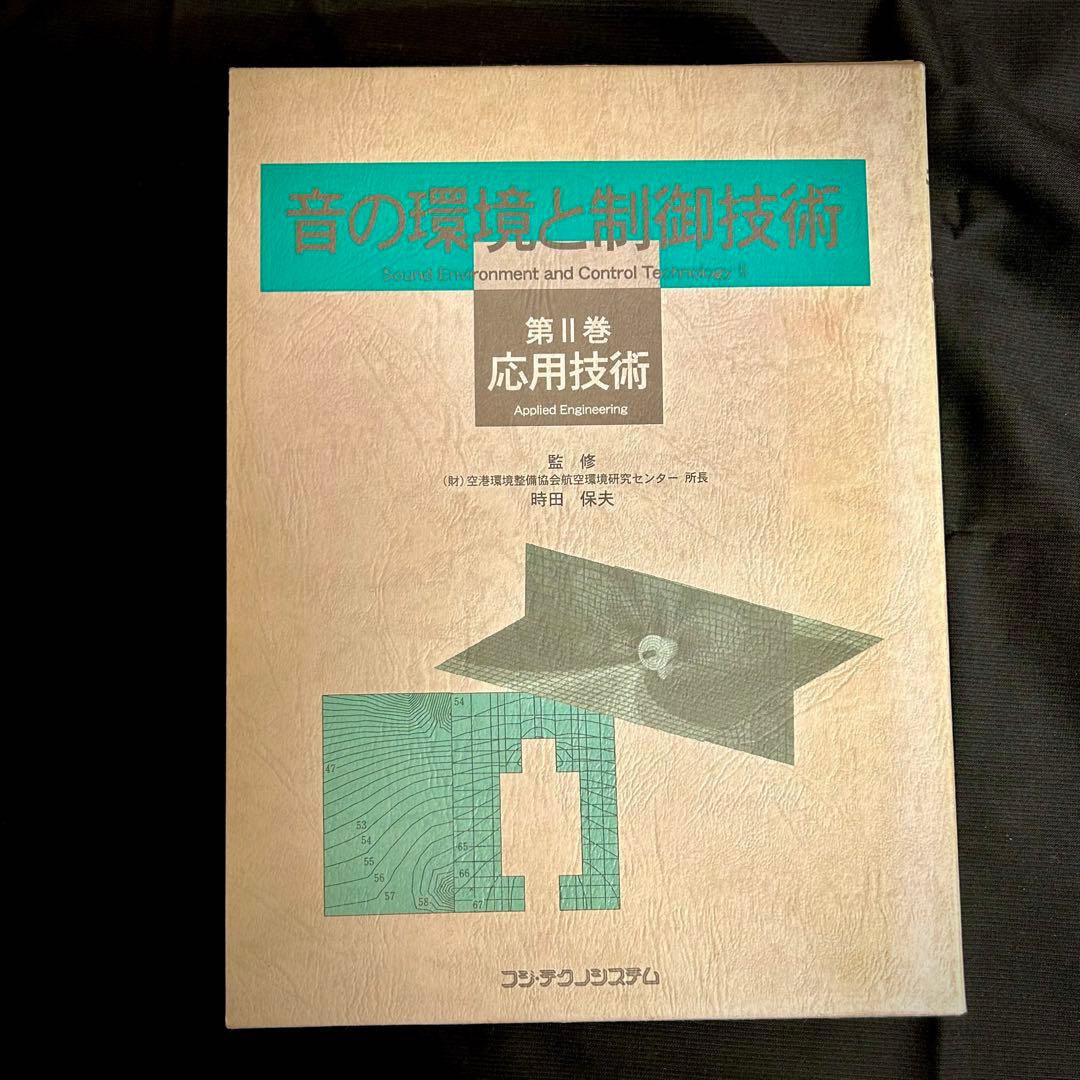 音の環境と制御技術
Sound Environment and Control Technology II
第II巻
応用技術
Applied Engineering
監 修
(財)空港環境整備協会航空環境研究センター 所長
時田 保夫
54
47
53
54
55
56
57
58
65
66
67
フジ・テクノシステム